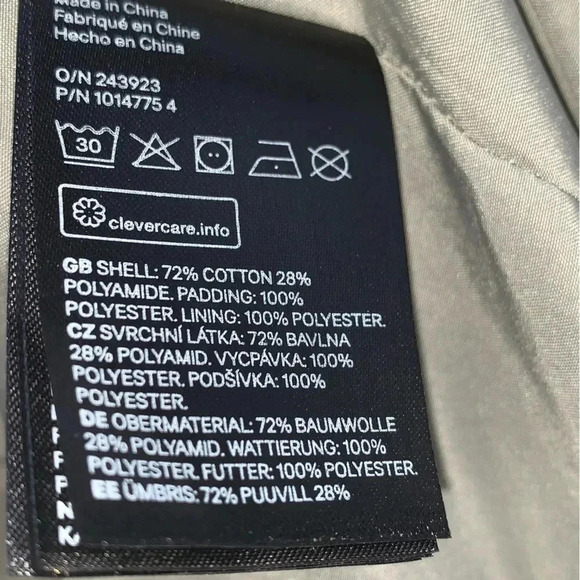 Made in China
Fabriqué en Chine
Hecho en China
O/N 243923
P/N 1014775 4
30
clevercare.info
GB SHELL: 72% COTTON 28%
POLYAMIDE. PADDING: 100%
POLYESTER. LINING: 100% POLYESTER.
CZ SVRCHNÍ LÁTKA: 72% BAVLNA
28% POLYAMID. VYCPÁVKA: 100%
POLYESTER. PODŠÍVKA: 100%
POLYESTER.
DE OBERMATERIAL: 72% BAUMWOLLE
28% POLYAMID. WATTIERUNG: 100%
POLYESTER. FUTTER: 100% POLYESTER.
EE ÜMBRIS: 72% PUUVILL 28%